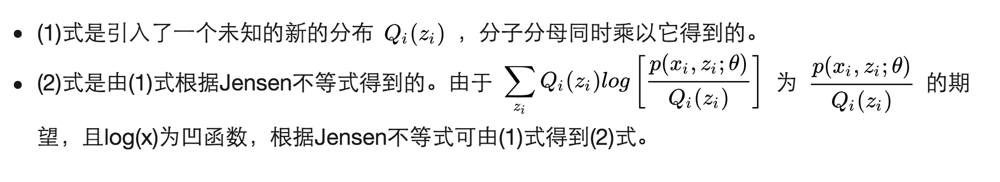 • (1)式是引入了一个未知的新的分布 $Q_i(z_i)$ ，分子分母同时乘以它得到的。
• (2)式是由(1)式根据Jensen不等式得到的。由于 $\sum_{z_i} Q_i(z_i) log \left[ \frac{p(x_i, z_i; \theta)}{Q_i(z_i)} \right]$ 为 $\frac{p(x_i, z_i; \theta)}{Q_i(z_i)}$ 的期
望，且log(x)为凹函数，根据Jensen不等式可由(1)式得到(2)式。